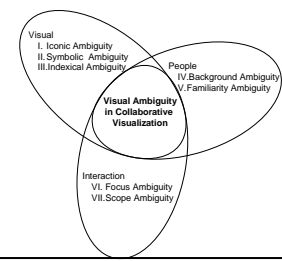 Visual
I. Iconic Ambiguity
II.Symbolic Ambiguity
III.Indexical Ambiguity
People
IV.Background Ambiguity
V.Familiarity Ambiguity
Visual Ambiguity
in Collaborative
Visualization
Interaction
VI. Focus Ambiguity
VII.Scope Ambiguity